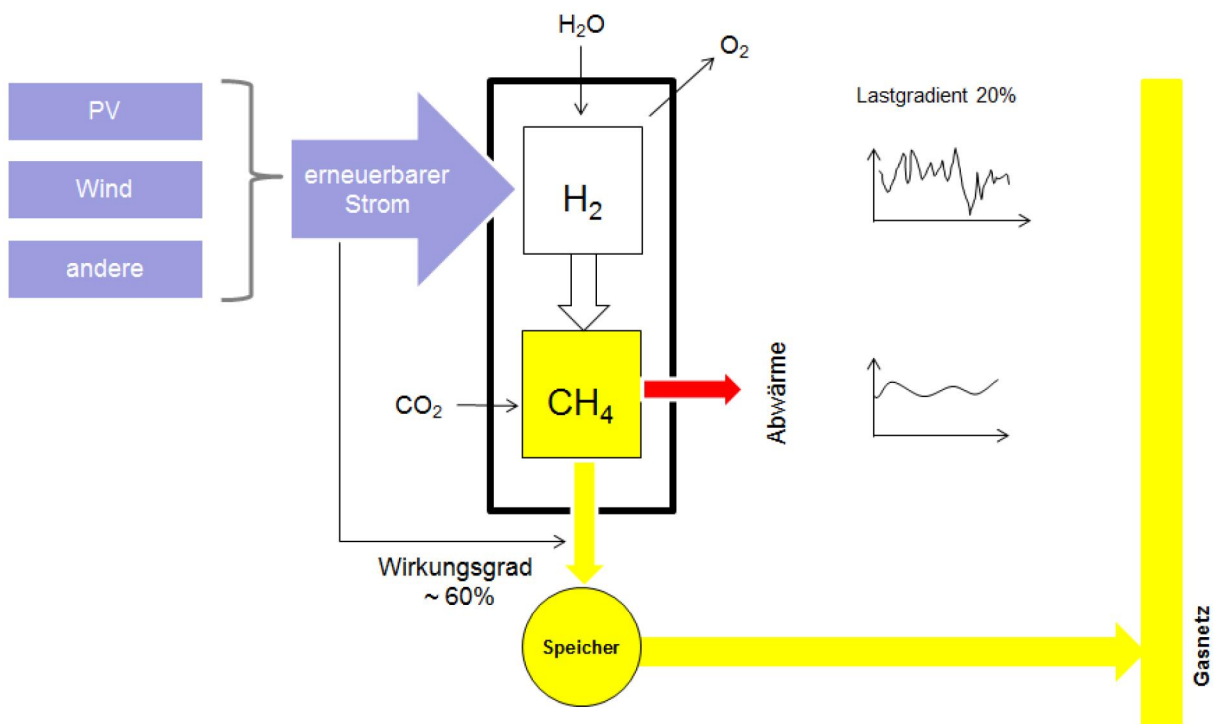 H₂O
O₂
PV
Wind
andere
erneuerbarer
Strom
H₂
Lastgradient 20%
CO₂
CH₄
Abwärme
Wirkungsgrad
~ 60%
Speicher
Gasnetz